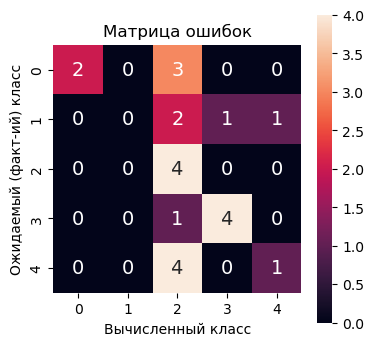 Матрица ошибок
Ожидаемый (факт-ий) класс
0 2 0 3 0 0
1 0 0 2 1 1
2 0 0 4 0 0
3 0 0 1 4 0
4 0 0 4 0 1
0 1 2 3 4
Вычисленный класс
4.0
3.5
3.0
2.5
2.0
1.5
1.0
0.5
0.0